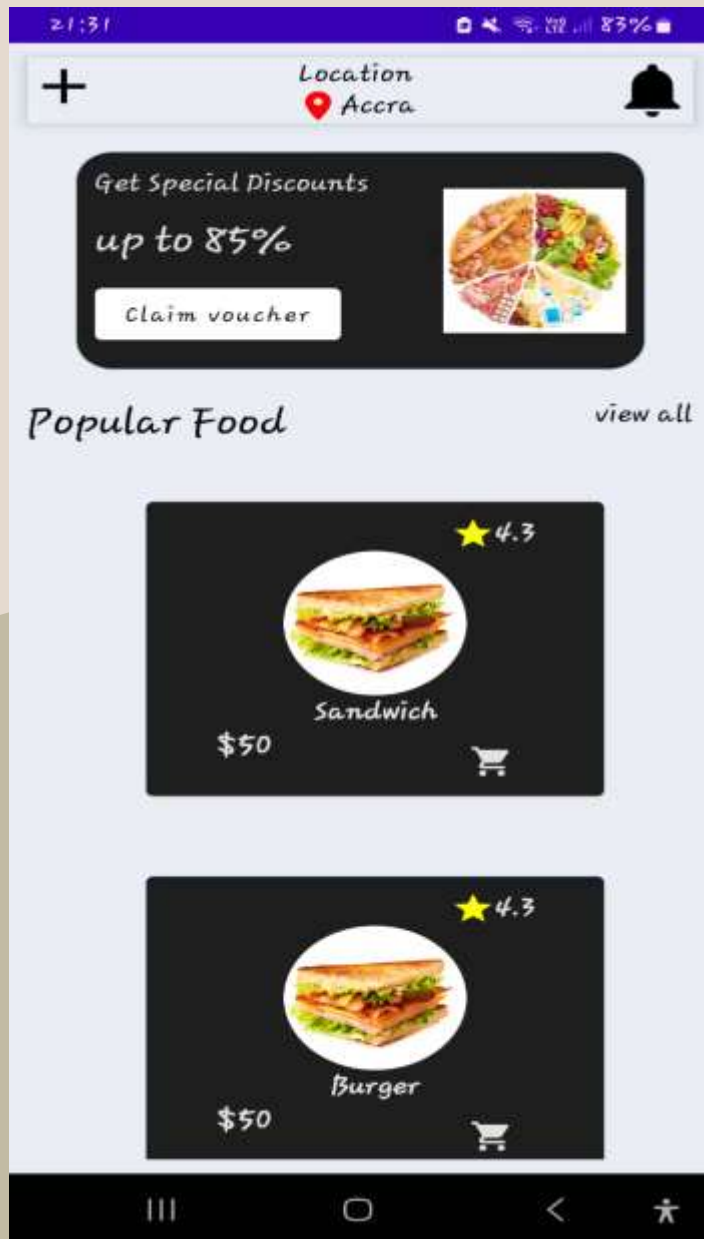 21:31
83%
Location
Accra
Get Special Discounts
up to 85%
Claim voucher
Popular Food
view all
4.3
Sandwich
$50
4.3
Burger
$50